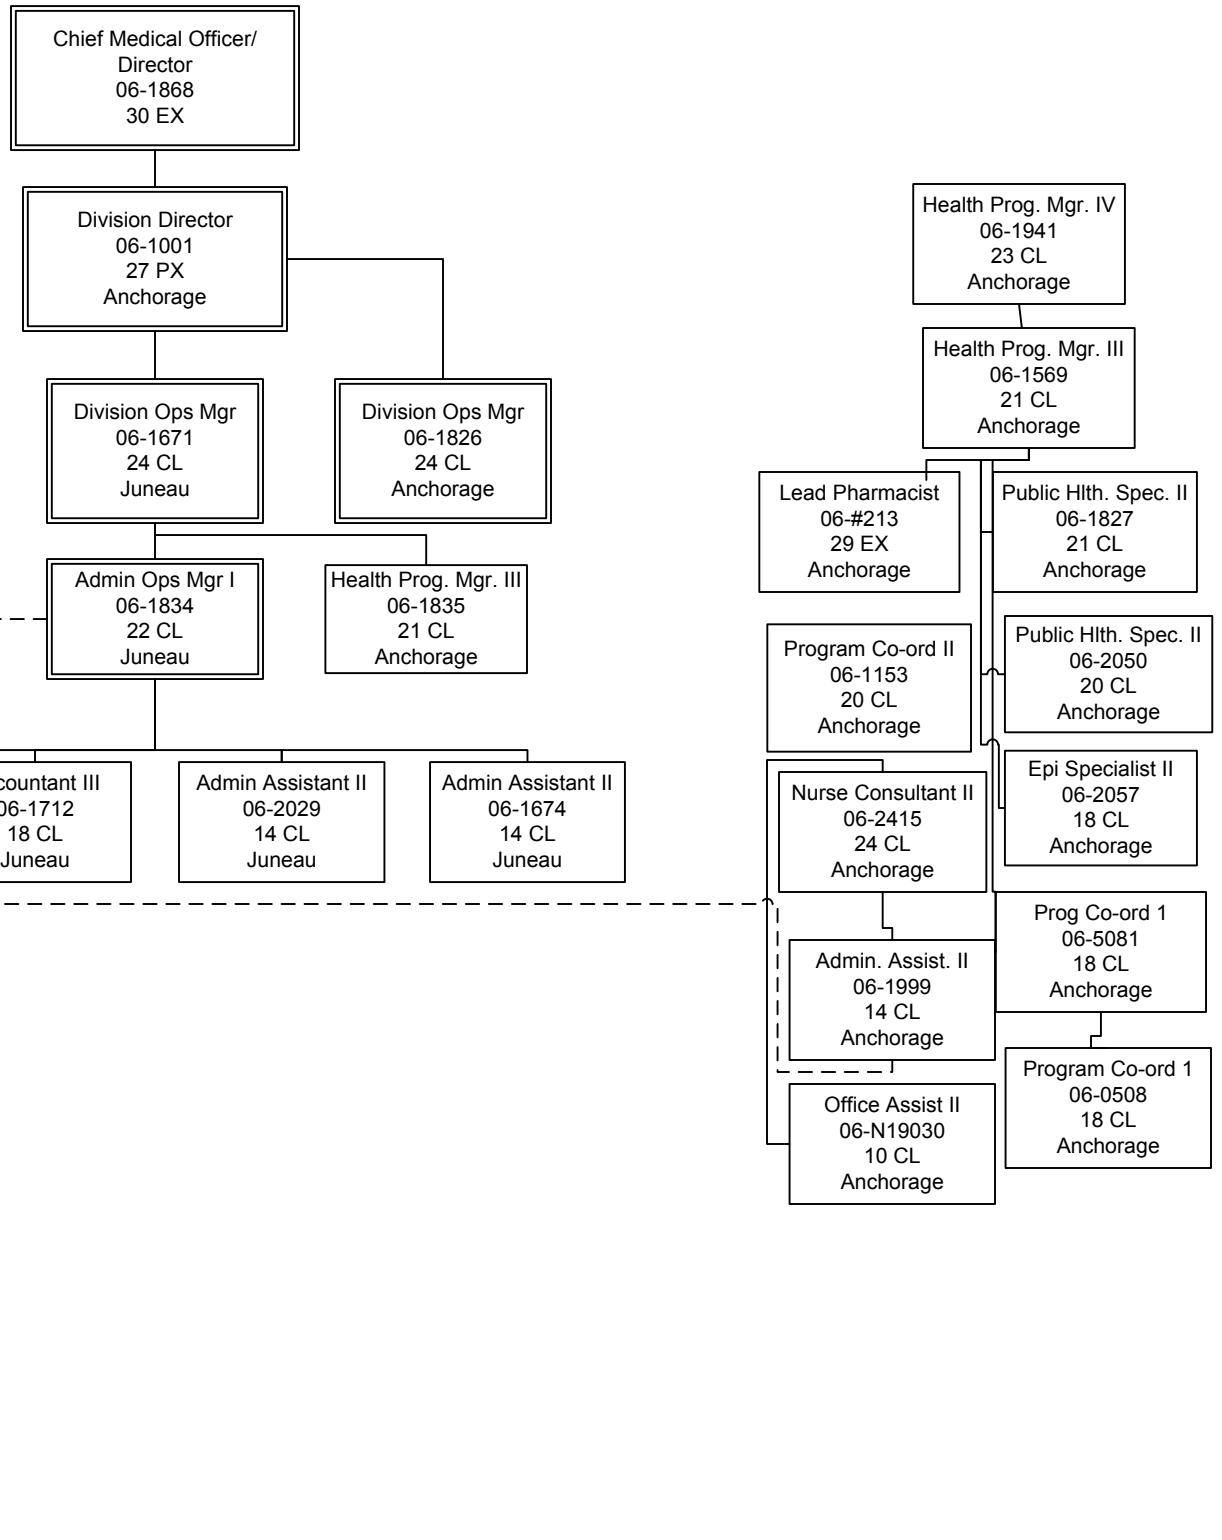 Chief Medical Officer/
Director
06-1868
30 EX
Division Director
06-1001
27 PX
Anchorage
Division Ops Mgr
06-1671
24 CL
Juneau
Division Ops Mgr
06-1826
24 CL
Anchorage
Admin Ops Mgr I
06-1834
22 CL
Juneau
Health Prog. Mgr. III
06-1835
21 CL
Anchorage
countant III
06-1712
18 CL
Juneau
Admin Assistant II
06-2029
14 CL
Juneau
Admin Assistant II
06-1674
14 CL
Juneau
Health Prog. Mgr. IV
06-1941
23 CL
Anchorage
Health Prog. Mgr. III
06-1569
21 CL
Anchorage
Lead Pharmacist
06-#213
29 EX
Anchorage
Public Hlth. Spec. II
06-1827
21 CL
Anchorage
Program Co-ord II
06-1153
20 CL
Anchorage
Public Hlth. Spec. II
06-2050
20 CL
Anchorage
Nurse Consultant II
06-2415
24 CL
Anchorage
Epi Specialist II
06-2057
18 CL
Anchorage
Admin. Assist. II
06-1999
14 CL
Anchorage
Prog Co-ord 1
06-5081
18 CL
Anchorage
Office Assist II
06-N19030
10 CL
Anchorage
Program Co-ord 1
06-0508
18 CL
Anchorage